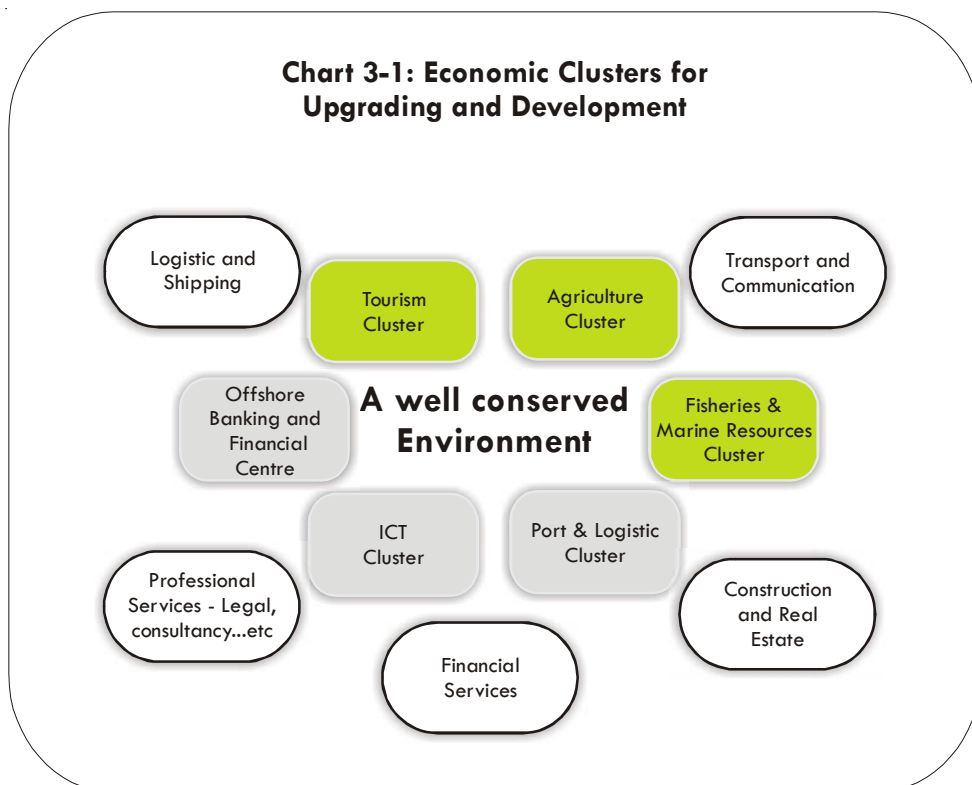 Chart 3-1: Economic Clusters for
Upgrading and Development
Logistic and
Shipping
Tourism
Cluster
Agriculture
Cluster
Transport and
Communication
Offshore
Banking and
Financial
Centre
A well conserved
Environment
Fisheries &
Marine Resources
Cluster
ICT
Cluster
Port & Logistic
Cluster
Professional
Services - Legal,
consultancy...etc
Financial
Services
Construction
and Real
Estate